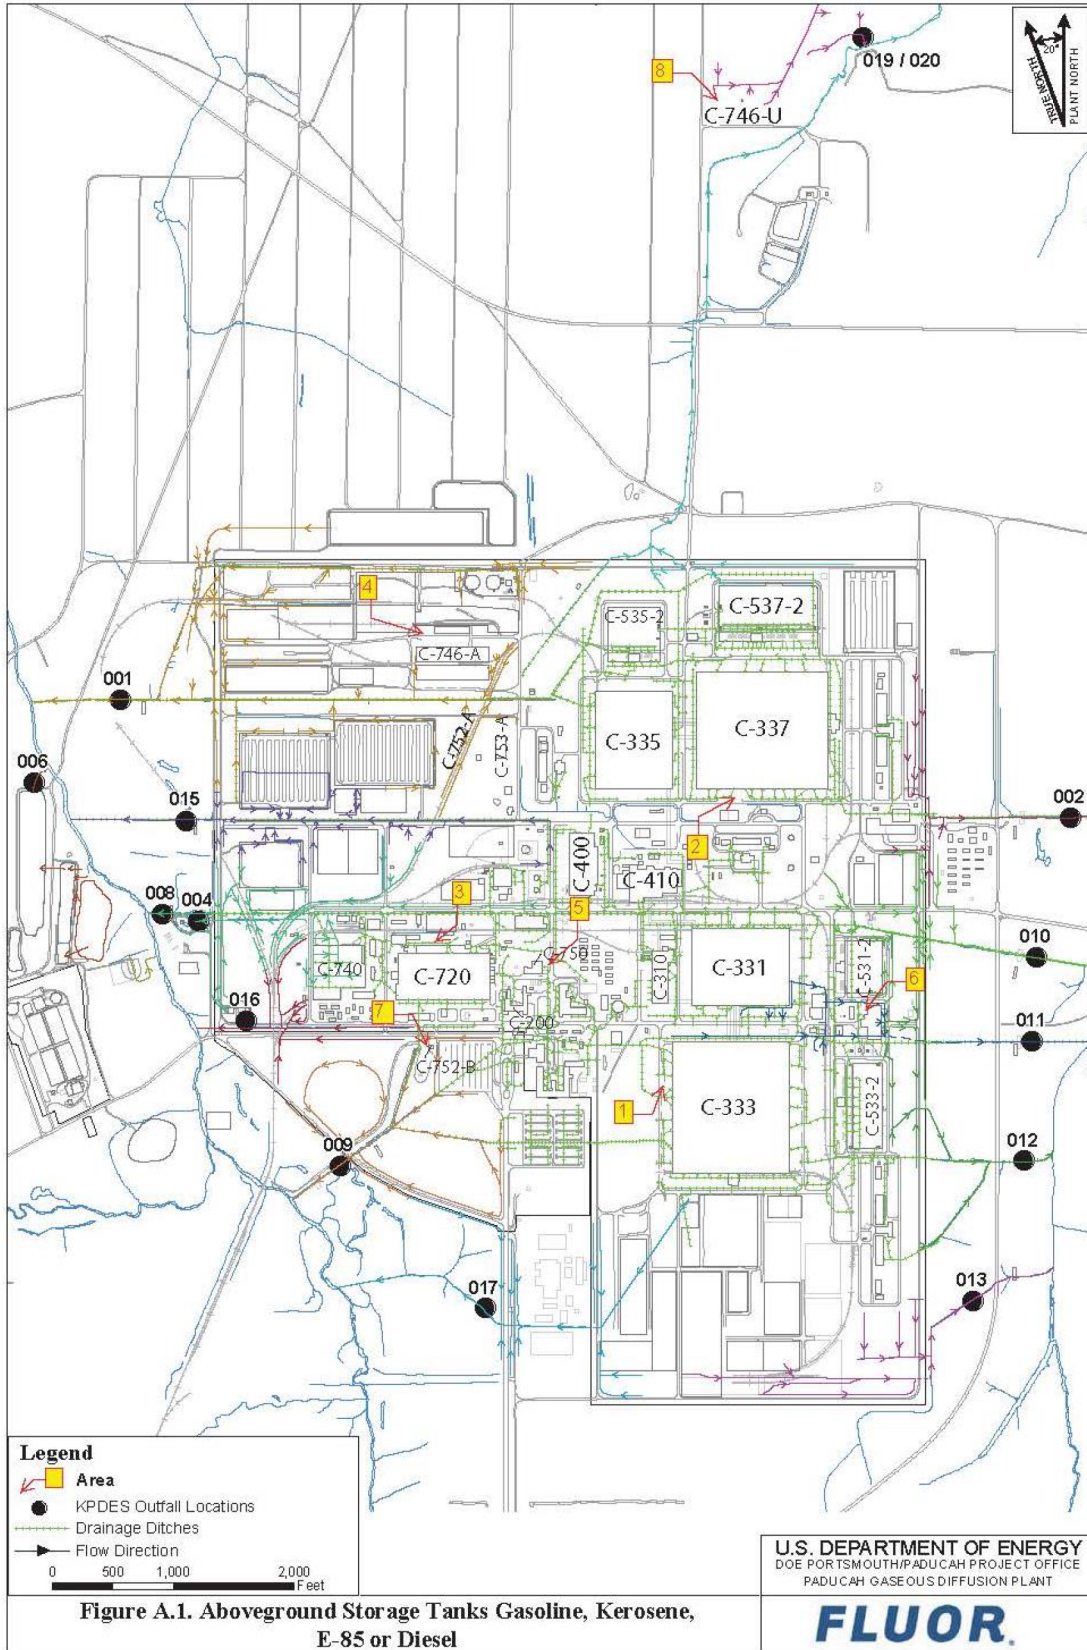 019 / 020
20°
TRUE NORTH
PLANT NORTH
8
C-746-U
4
C-535-2
C-537-2
C-746-A
001
C-752-A
C-753-A
C-335
C-337
006
015
002
2
C-400
C-410
3
5
008
004
C-740
C-720
C-750
C-310
C-331
C-531-2
010
6
016
7
C-200
011
C-752-B
1
C-333
C-533-2
009
012
017
013
Legend
Area
KPDES Outfall Locations
Drainage Ditches
Flow Direction
0 500 1,000 2,000
Feet
U.S. DEPARTMENT OF ENERGY
DOE PORTSMOUTH/PADUCAH PROJECT OFFICE
PADUCAH GASEOUS DIFFUSION PLANT
Figure A.1. Aboveground Storage Tanks Gasoline, Kerosene,
E-85 or Diesel
FLUOR.